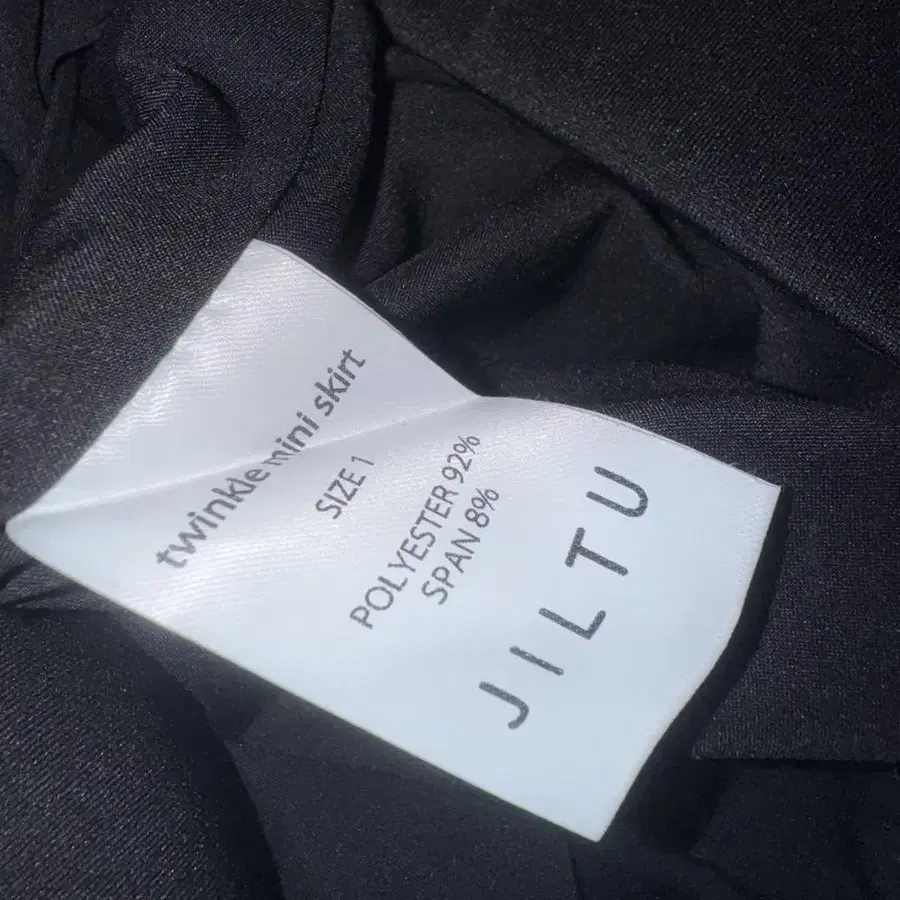 twinkle mini skirt
SIZE 1
POLYESTER 92%
SPAN 8%
JILTU